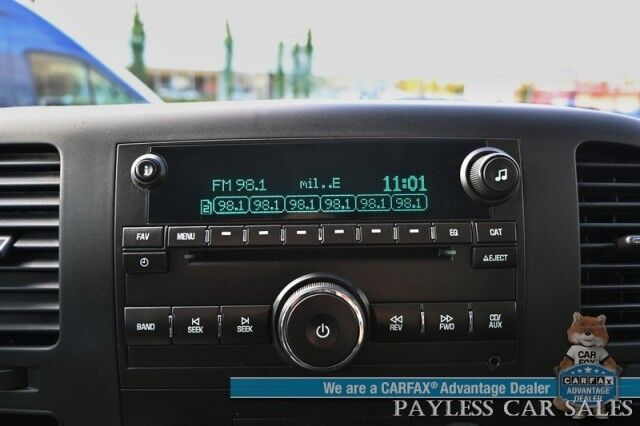 FM 98.1 mil..E 11:01
2 98.1 98.1 98.1 98.1 98.1 98.1
FAV MENU EQ CAT
EJECT
BAND SEEK SEEK REV FWD CD/
AUX
We are a CARFAX® Advantage Dealer
PAYLESS CAR SALES
CAR
FOX
CARFAX
ADVANTAGE
DEALER